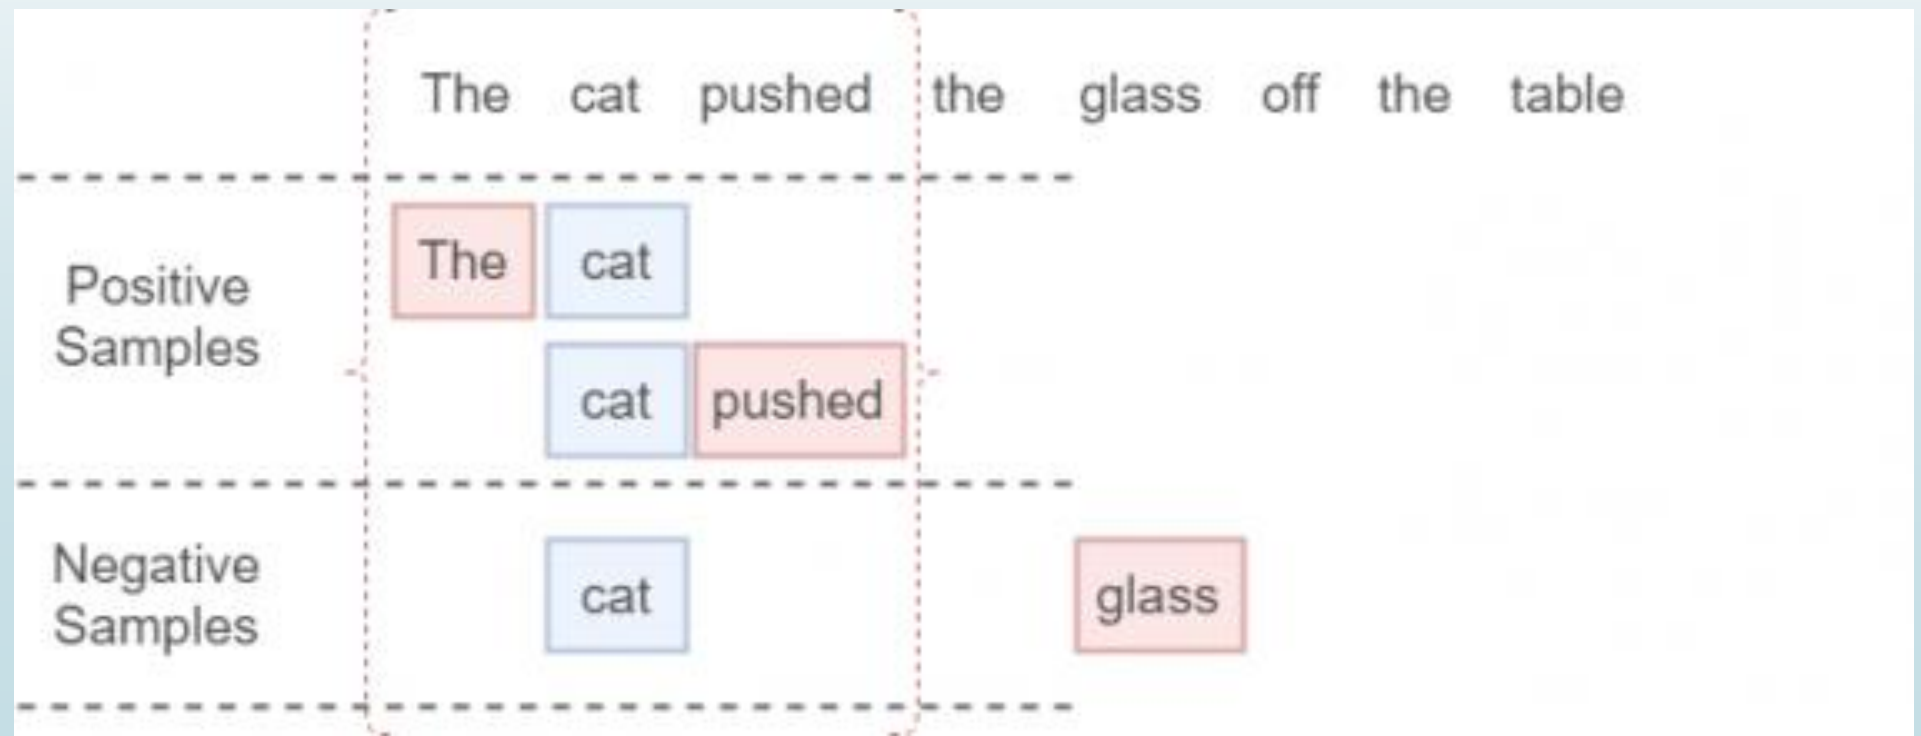 The cat pushed the glass off the table
Positive
Samples
The cat
cat pushed
Negative
Samples
cat glass